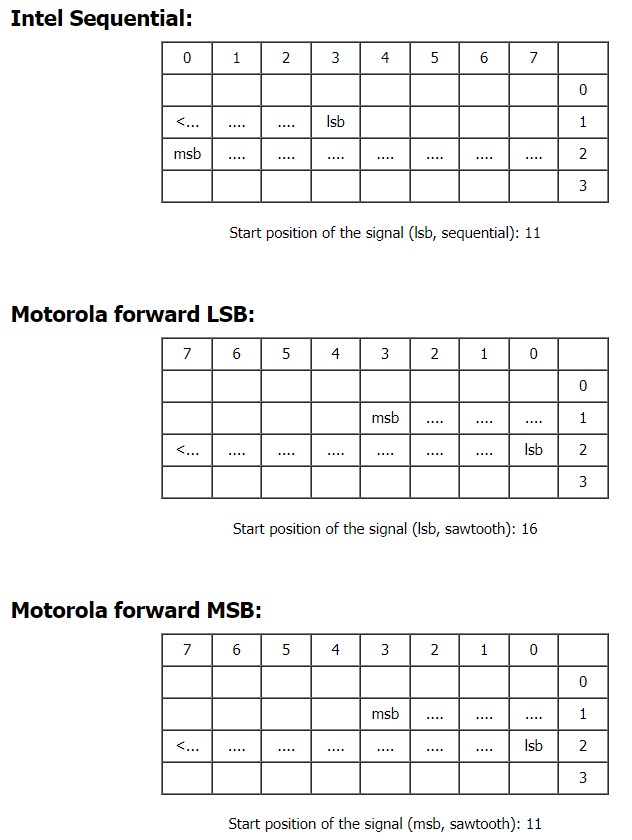 Intel Sequential:
0 1 2 3 4 5 6 7
0
<... .... .... lsb 1
msb .... .... .... .... .... .... .... 2
3
Start position of the signal (lsb, sequential): 11
Motorola forward LSB:
7 6 5 4 3 2 1 0
0
msb .... .... .... 1
<... .... .... .... .... .... .... lsb 2
3
Start position of the signal (lsb, sawtooth): 16
Motorola forward MSB:
7 6 5 4 3 2 1 0
0
msb .... .... .... 1
<... .... .... .... .... .... .... lsb 2
3
Start position of the signal (msb, sawtooth): 11